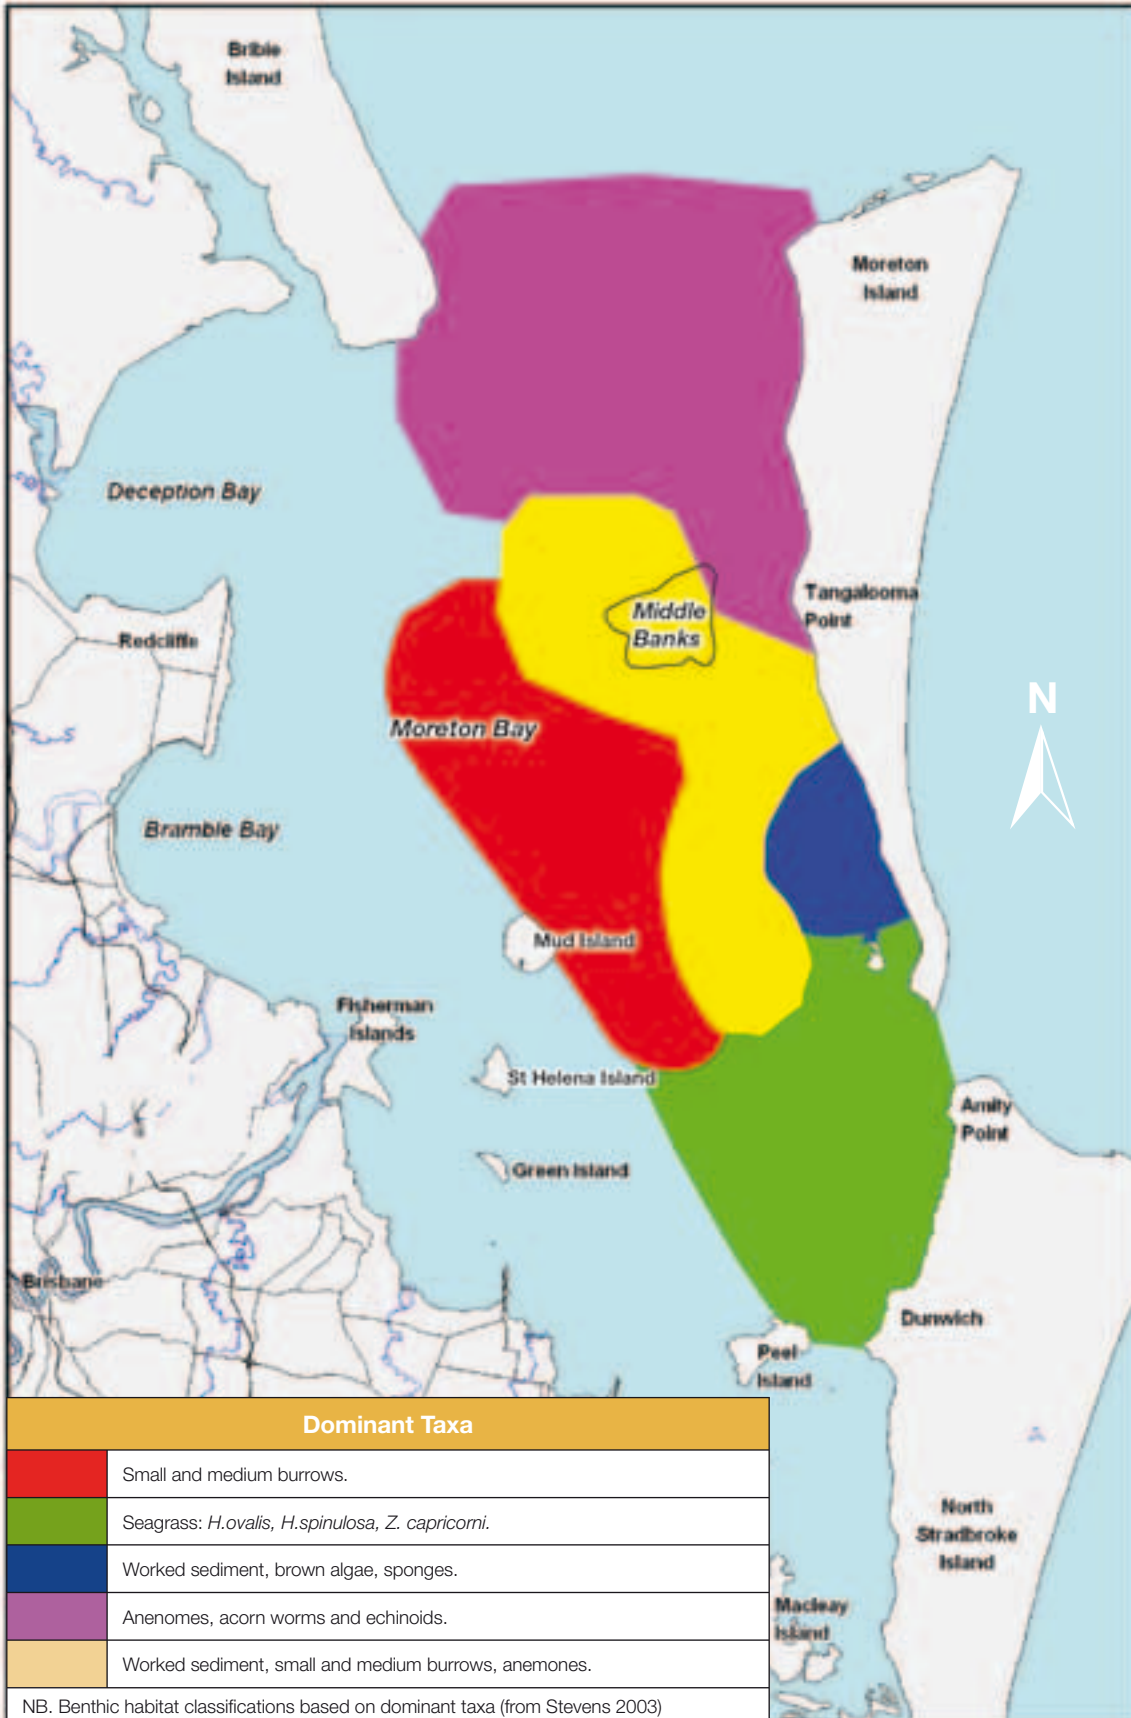 Bribie
Island
Moreton
Island
Deception Bay
Tangalooma
Point
Middle
Banks
Redcliffe
N
Moreton Bay
Bramble Bay
Mud Island
Fisherman
Islands
St Helena Island
Amity
Point
Green Island
Brisbane
Dunwich
Peel
Island
Dominant Taxa
Small and medium burrows.
Seagrass: H.ovalis, H.spinulosa, Z. capricorni.
Worked sediment, brown algae, sponges.
Anenomes, acorn worms and echinoids.
Worked sediment, small and medium burrows, anemones.
NB. Benthic habitat classifications based on dominant taxa (from Stevens 2003)
North
Stradbroke
Island
Macleay
Island